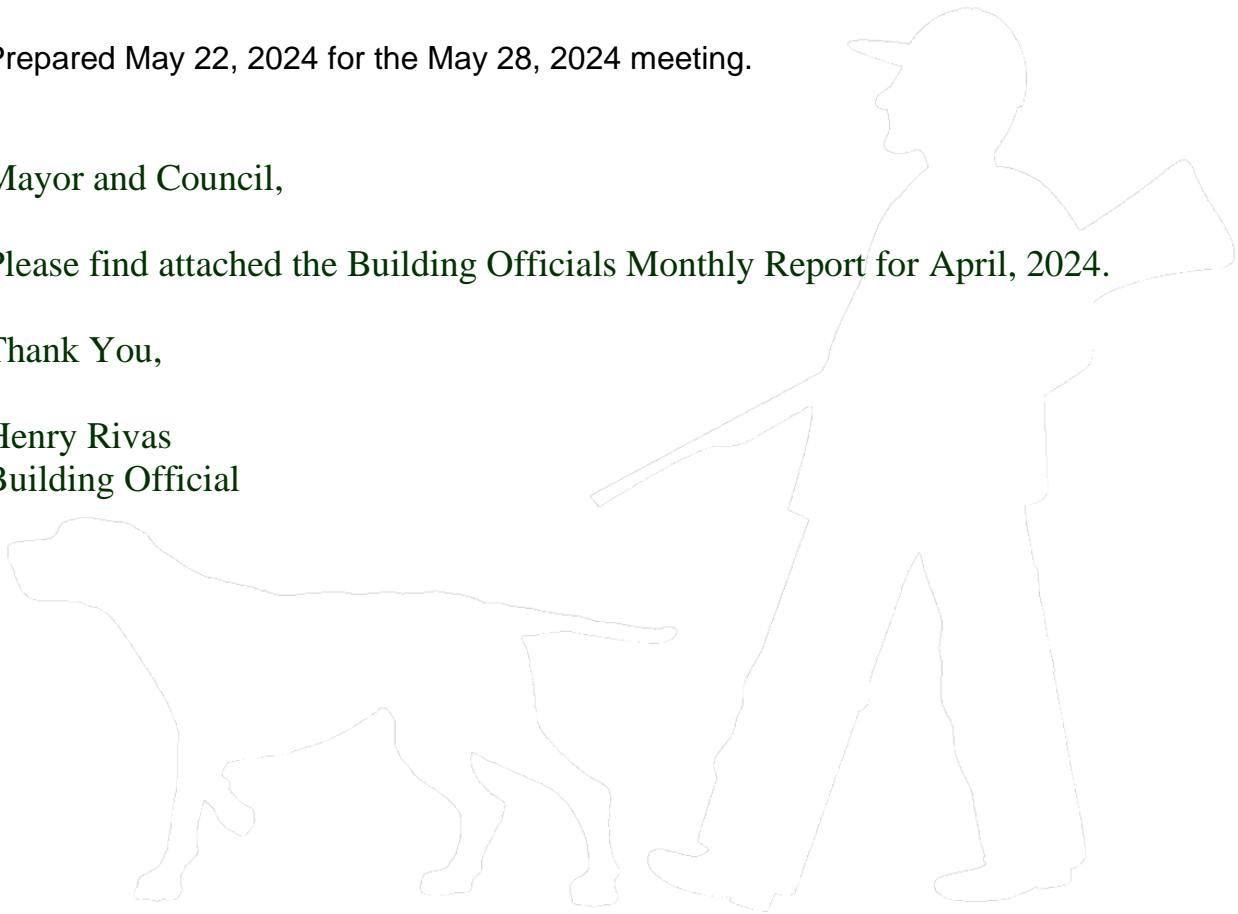 Prepared May 22, 2024 for the May 28, 2024 meeting.
Mayor and Council,
Please find attached the Building Officials Monthly Report for April, 2024.
Thank You,
Henry Rivas
Building Official